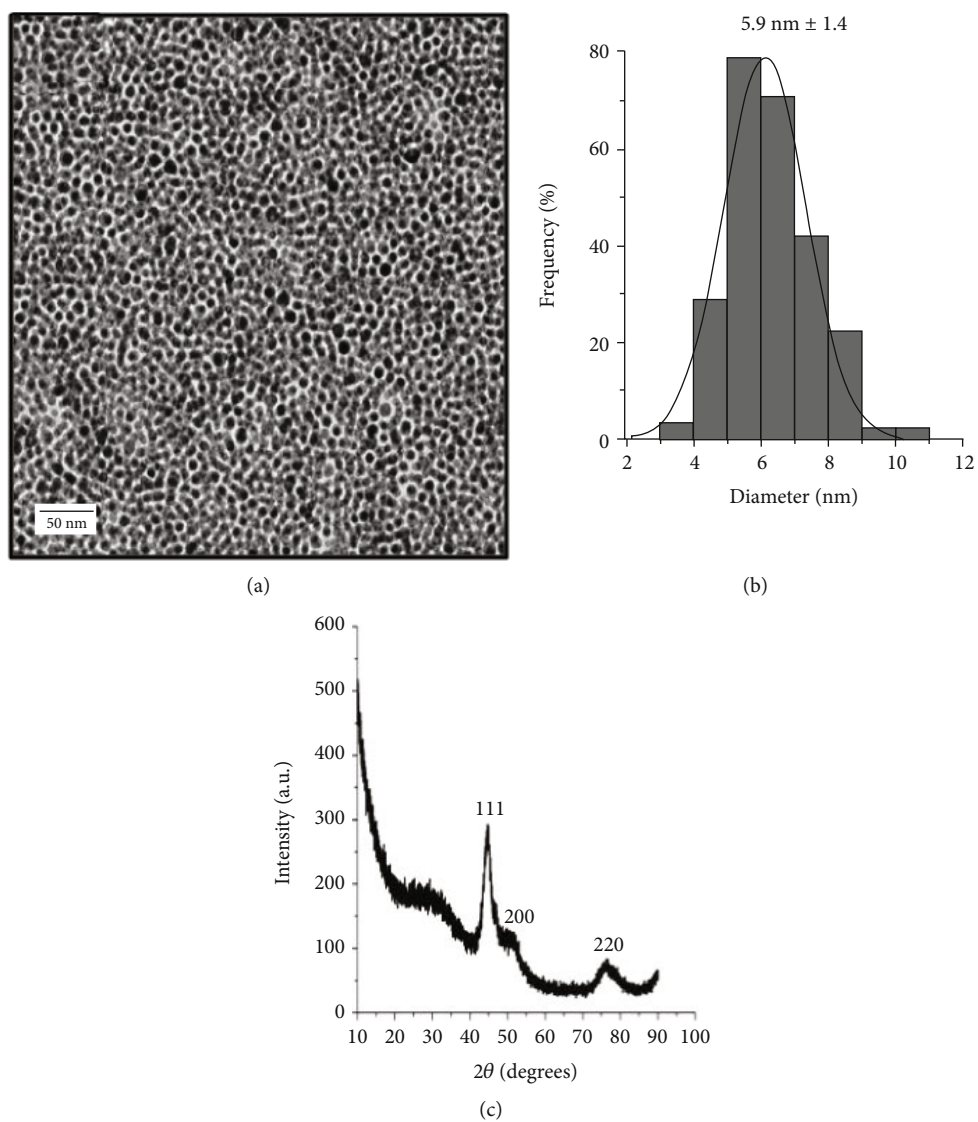 50 nm
(a)
5.9 nm ± 1.4
80
60
40
20
0
Frequency (%)
2 4 6 8 10 12
Diameter (nm)
(b)
600
500
400
300
200
100
0
Intensity (a.u.)
111
200
220
10 20 30 40 50 60 70 80 90 100
2θ (degrees)
(c)